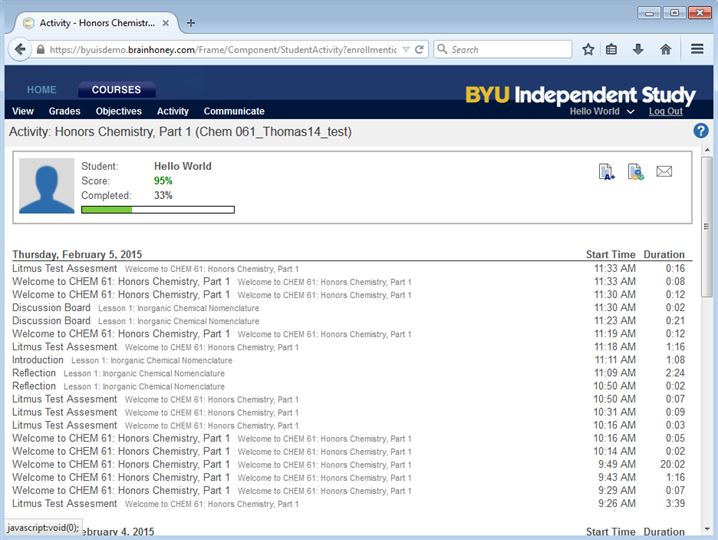 Activity - Honors Chemistr...
https://byuisdemo.brainhoney.com/Frame/Component/StudentActivity?enrollmentic
Search
HOME COURSES
BYU Independent Study
View Grades Objectives Activity Communicate
Hello World Log Out
Activity: Honors Chemistry, Part 1 (Chem 061_Thomas14_test) ?
Student: Hello World
Score: 95%
Completed: 33%
Thursday, February 5, 2015 Start Time Duration
Litmus Test Assesment Welcome to CHEM 61: Honors Chemistry, Part 1 11:33 AM 0:16
Welcome to CHEM 61: Honors Chemistry, Part 1 Welcome to CHEM 61: Honors Chemistry, Part 1 11:33 AM 0:08
Welcome to CHEM 61: Honors Chemistry, Part 1 Welcome to CHEM 61: Honors Chemistry, Part 1 11:30 AM 0:12
Discussion Board Lesson 1: Inorganic Chemical Nomenclature 11:30 AM 0:02
Discussion Board Lesson 1: Inorganic Chemical Nomenclature 11:23 AM 0:21
Welcome to CHEM 61: Honors Chemistry, Part 1 Welcome to CHEM 61: Honors Chemistry, Part 1 11:19 AM 0:12
Litmus Test Assesment Welcome to CHEM 61: Honors Chemistry, Part 1 11:18 AM 1:16
Introduction Lesson 1: Inorganic Chemical Nomenclature 11:11 AM 1:08
Reflection Lesson 1: Inorganic Chemical Nomenclature 11:09 AM 2:24
Reflection Lesson 1: Inorganic Chemical Nomenclature 10:50 AM 0:02
Litmus Test Assesment Welcome to CHEM 61: Honors Chemistry, Part 1 10:50 AM 0:07
Litmus Test Assesment Welcome to CHEM 61: Honors Chemistry, Part 1 10:31 AM 0:09
Litmus Test Assesment Welcome to CHEM 61: Honors Chemistry, Part 1 10:16 AM 0:03
Welcome to CHEM 61: Honors Chemistry, Part 1 Welcome to CHEM 61: Honors Chemistry, Part 1 10:16 AM 0:05
Welcome to CHEM 61: Honors Chemistry, Part 1 Welcome to CHEM 61: Honors Chemistry, Part 1 10:14 AM 0:02
Welcome to CHEM 61: Honors Chemistry, Part 1 Welcome to CHEM 61: Honors Chemistry, Part 1 9:49 AM 20:02
Welcome to CHEM 61: Honors Chemistry, Part 1 Welcome to CHEM 61: Honors Chemistry, Part 1 9:43 AM 1:16
Welcome to CHEM 61: Honors Chemistry, Part 1 Welcome to CHEM 61: Honors Chemistry, Part 1 9:29 AM 0:07
Litmus Test Assesment Welcome to CHEM 61: Honors Chemistry, Part 1 9:26 AM 3:39
javascript:void(0); ebruary 4, 2015 Start Time Duration